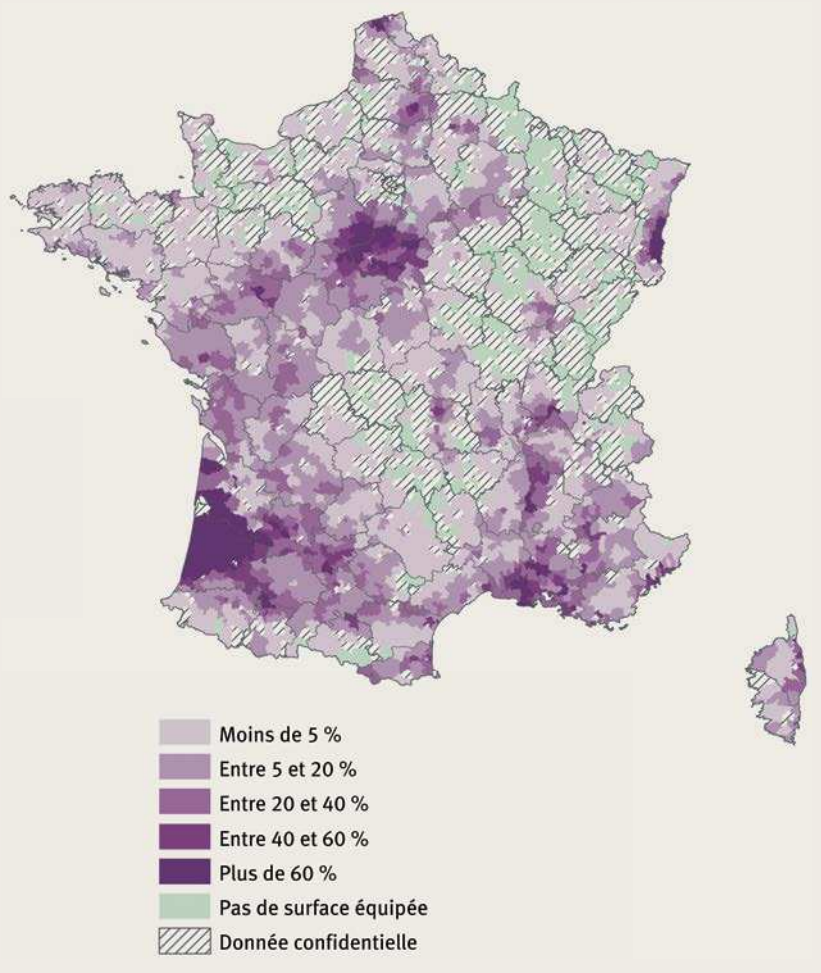 Moins de 5 %
Entre 5 et 20 %
Entre 20 et 40 %
Entre 40 et 60 %
Plus de 60 %
Pas de surface équipée
Donnée confidentielle